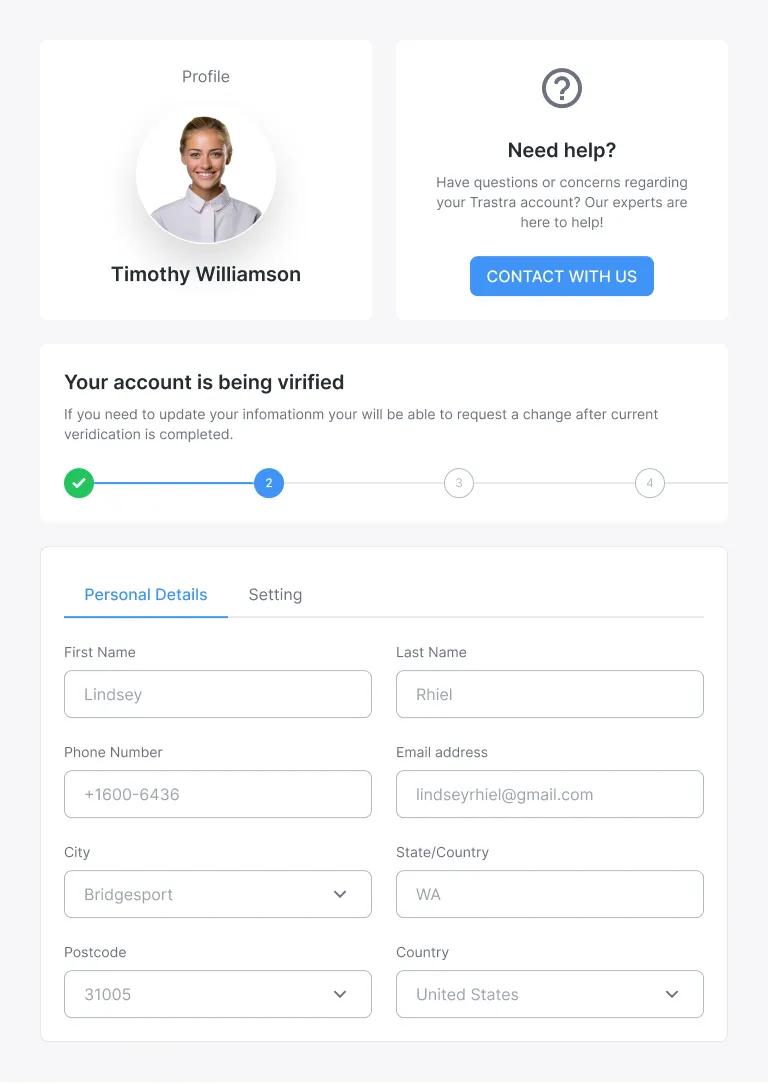 Profile
Timothy Williamson
Need help?
Have questions or concerns regarding
your Trastra account? Our experts are
here to help!
CONTACT WITH US
Your account is being virified
If you need to update your infomationm your will be able to request a change after current
veridication is completed.
2
3
4
Personal Details
Setting
First Name
Last Name
Lindsey
Rhiel
Phone Number
Email address
+1600-6436
lindseyrhiel@gmail.com
City
State/Country
Bridgesport
WA
Postcode
Country
31005
United States